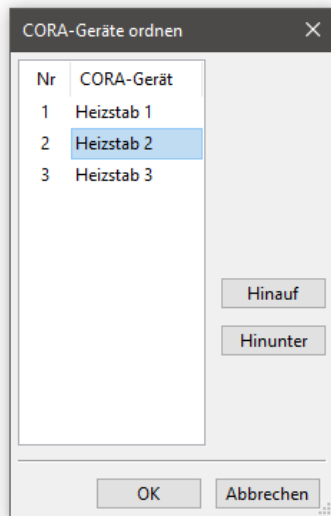 CORA-Geräte ordnen
Nr CORA-Gerät
1 Heizstab 1
2 Heizstab 2
3 Heizstab 3
Hinauf
Hinunter
OK Abbrechen